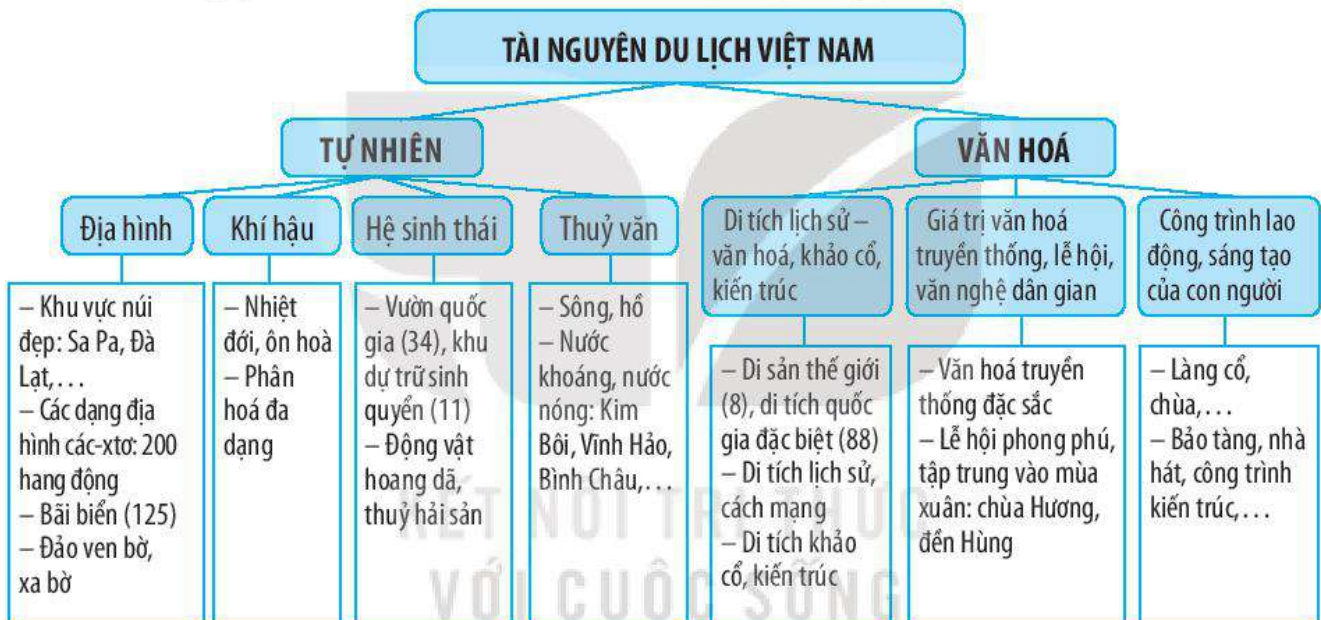 TÀI NGUYÊN DU LỊCH VIỆT NAM
TỰ NHIÊN
VĂN HOÁ
Địa hình
Khí hậu
Hệ sinh thái
Thuỷ văn
Di tích lịch sử –
văn hoá, khảo cổ,
kiến trúc
Giá trị văn hoá
truyền thống, lễ hội,
văn nghệ dân gian
Công trình lao
động, sáng tạo
của con người
– Khu vực núi
đẹp: Sa Pa, Đà
Lạt,…
– Các dạng địa
hình các-xtơ: 200
hang động
– Bãi biển (125)
– Đảo ven bờ,
xa bờ
– Nhiệt
đới, ôn hoà
– Phân
hoá đa
dạng
– Vườn quốc
gia (34), khu
dự trữ sinh
quyển (11)
– Động vật
hoang dã,
thuỷ hải sản
– Sông, hồ
– Nước
khoáng, nước
nóng: Kim
Bôi, Vĩnh Hảo,
Bình Châu,…
– Di sản thế giới
(8), di tích quốc
gia đặc biệt (88)
– Di tích lịch sử,
cách mạng
– Di tích khảo
cổ, kiến trúc
– Văn hoá truyền
thống đặc sắc
– Lễ hội phong phú,
tập trung vào mùa
xuân: chùa Hương,
đền Hùng
– Làng cổ,
chùa,…
– Bảo tàng, nhà
hát, công trình
kiến trúc,…
KẾT NỐI TRI THỨC
VỚI CUỘC SỐNG